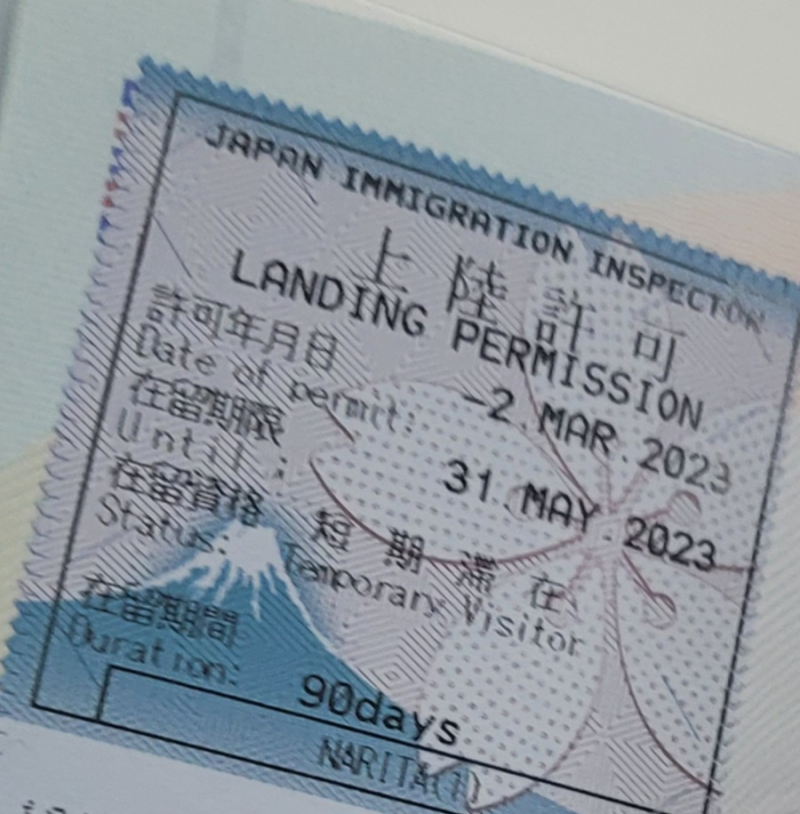 JAPAN IMMIGRATION INSPECTOR
上陸許可
LANDING PERMISSION
許可年月日
Date of permit: -2.MAR.2023
在留期限
Until: 31.MAY.2023
在留資格 短期滞在
Status: Temporary Visitor
在留期間
Duration: 90days
NARITA(1)